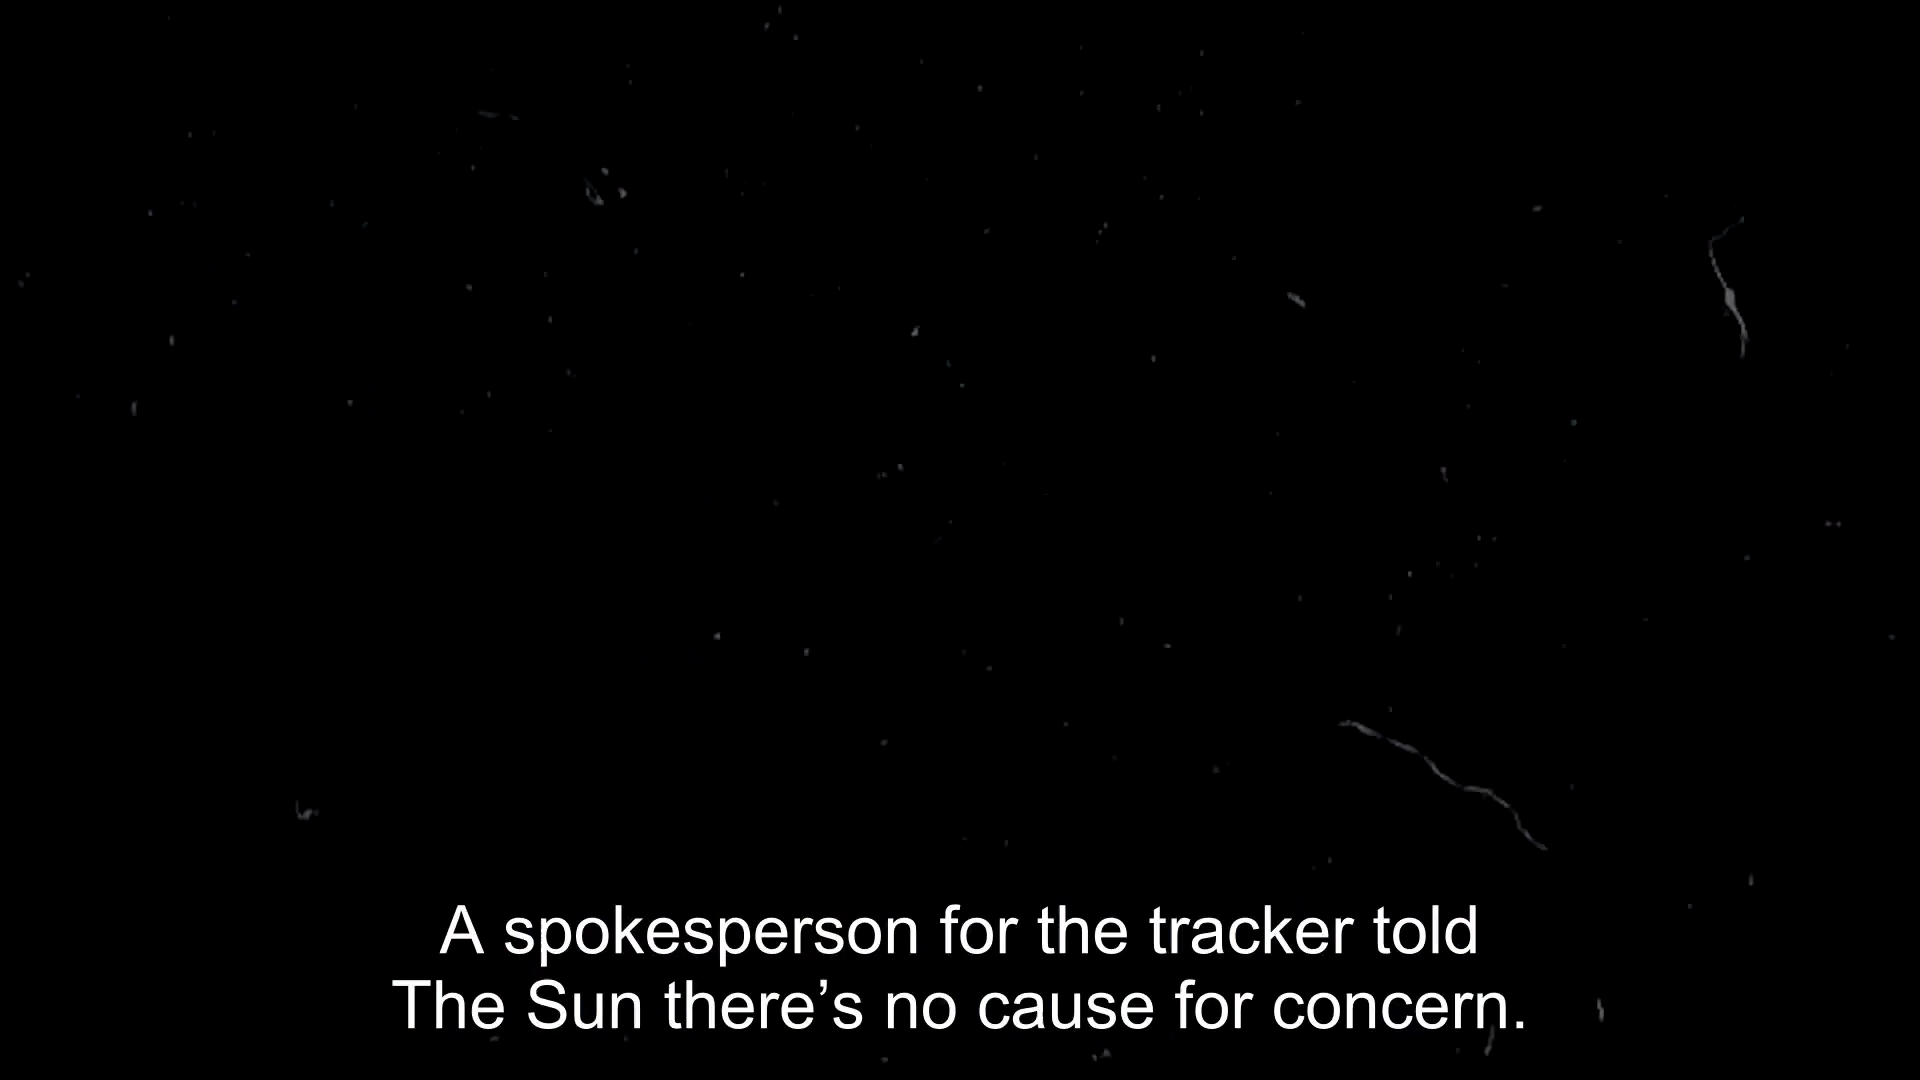 A spokesperson for the tracker told
The Sun there’s no cause for concern.